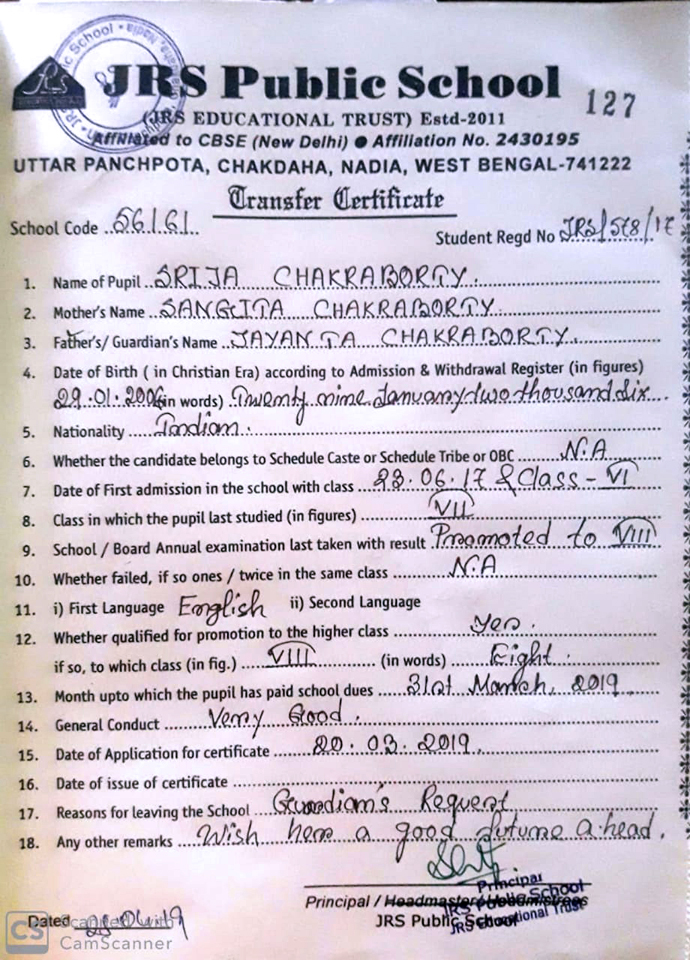 JRS Public School
127
(JRS EDUCATIONAL TRUST) Estd-2011
Affiliated to CBSE (New Delhi) ● Affiliation No. 2430195
UTTAR PANCHPOTA, CHAKDAHA, NADIA, WEST BENGAL-741222
Transfer Certificate
School Code ..56161.
Student Regd No JRS/578/17
1. Name of Pupil ..SRIJA CHAKRABORTY.
2. Mother's Name ..SANGITA CHAKRABORTY.
3. Father's/ Guardian's Name ..JAYANTA CHAKRABORTY.
4. Date of Birth ( in Christian Era) according to Admission & Withdrawal Register (in figures)
29.01.2006 (in words) Twenty nine January two thousand Six
5. Nationality Indian.
6. Whether the candidate belongs to Schedule Caste or Schedule Tribe or OBC N.A
7. Date of First admission in the school with class 23.06.17 & Class - VI
8. Class in which the pupil last studied (in figures) VII
9. School / Board Annual examination last taken with result Promoted to VIII
10. Whether failed, if so ones / twice in the same class N.A
11. i) First Language English ii) Second Language
12. Whether qualified for promotion to the higher class Yes.
if so, to which class (in fig.) VIII (in words) Eight.
13. Month upto which the pupil has paid school dues 31st March, 2019
14. General Conduct Very Good.
15. Date of Application for certificate 20.03.2019.
16. Date of issue of certificate
17. Reasons for leaving the School Guardian's Request
18. Any other remarks Wish here a good future a head.
Principal
Principal / Headmaster/Headmistress
JRS Public School
JRS Public School
JRS Educational Trust
Dated 04.19
CS Scanned with
CamScanner